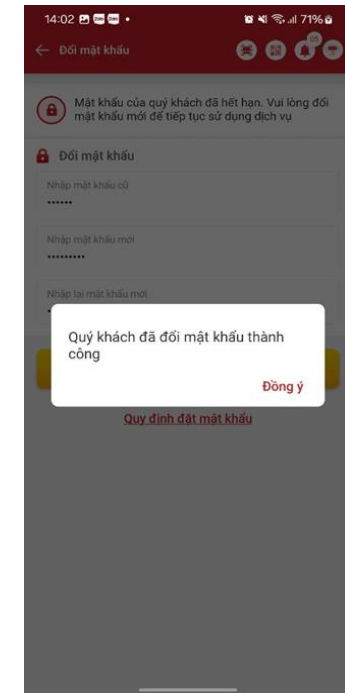 14:02 71%
Đổi mật khẩu
Mật khẩu của quý khách đã hết hạn. Vui lòng đổi
mật khẩu mới để tiếp tục sử dụng dịch vụ
Đổi mật khẩu
Nhập mật khẩu cũ
••••••
Nhập mật khẩu mới
•••••••••
Nhập lại mật khẩu mới
Quý khách đã đổi mật khẩu thành
công
Đồng ý
Quy định đặt mật khẩu